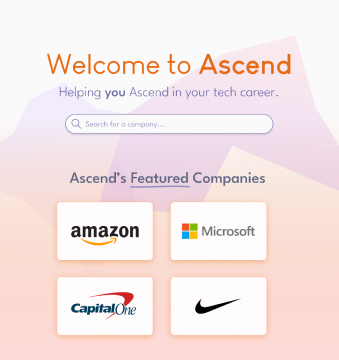 Welcome to Ascend
Helping you Ascend in your tech career.
Search for a company...
Ascend's Featured Companies
amazon
Microsoft
Capital One